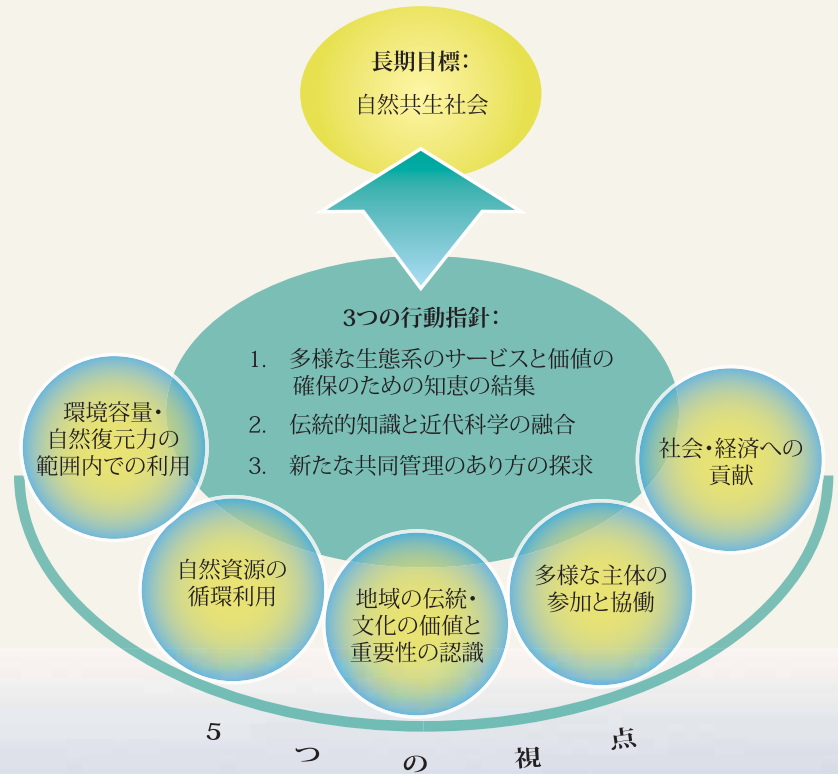 長期目標：
自然共生社会
3つの行動指針：
1. 多様な生態系のサービスと価値の
確保のための知恵の結集
2. 伝統的知識と近代科学の融合
3. 新たな共同管理のあり方の探求
環境容量・
自然復元力の
範囲内での利用
自然資源の
循環利用
地域の伝統・
文化の価値と
重要性の認識
多様な主体の
参加と協働
社会・経済への
貢献
5つの視点